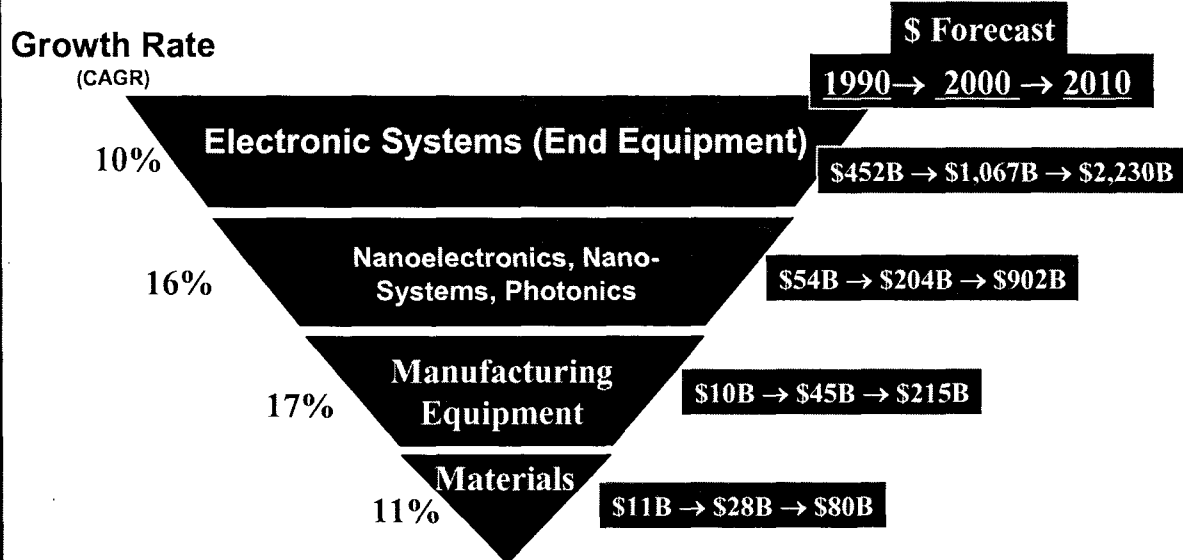 Growth Rate
(CAGR)
$ Forecast
1990→ 2000 → 2010
10%
Electronic Systems (End Equipment)
$452B → $1,067B → $2,230B
16%
Nanoelectronics, Nano-
Systems, Photonics
$54B → $204B → $902B
17%
Manufacturing
Equipment
$10B → $45B → $215B
11%
Materials
$11B → $28B → $80B